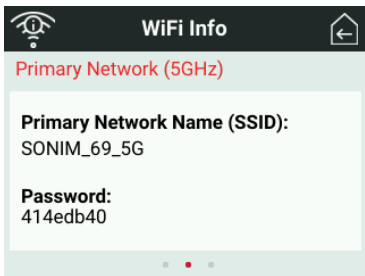 WiFi Info
Primary Network (5GHz)
Primary Network Name (SSID):
SONIM_69_5G
Password:
414edb40